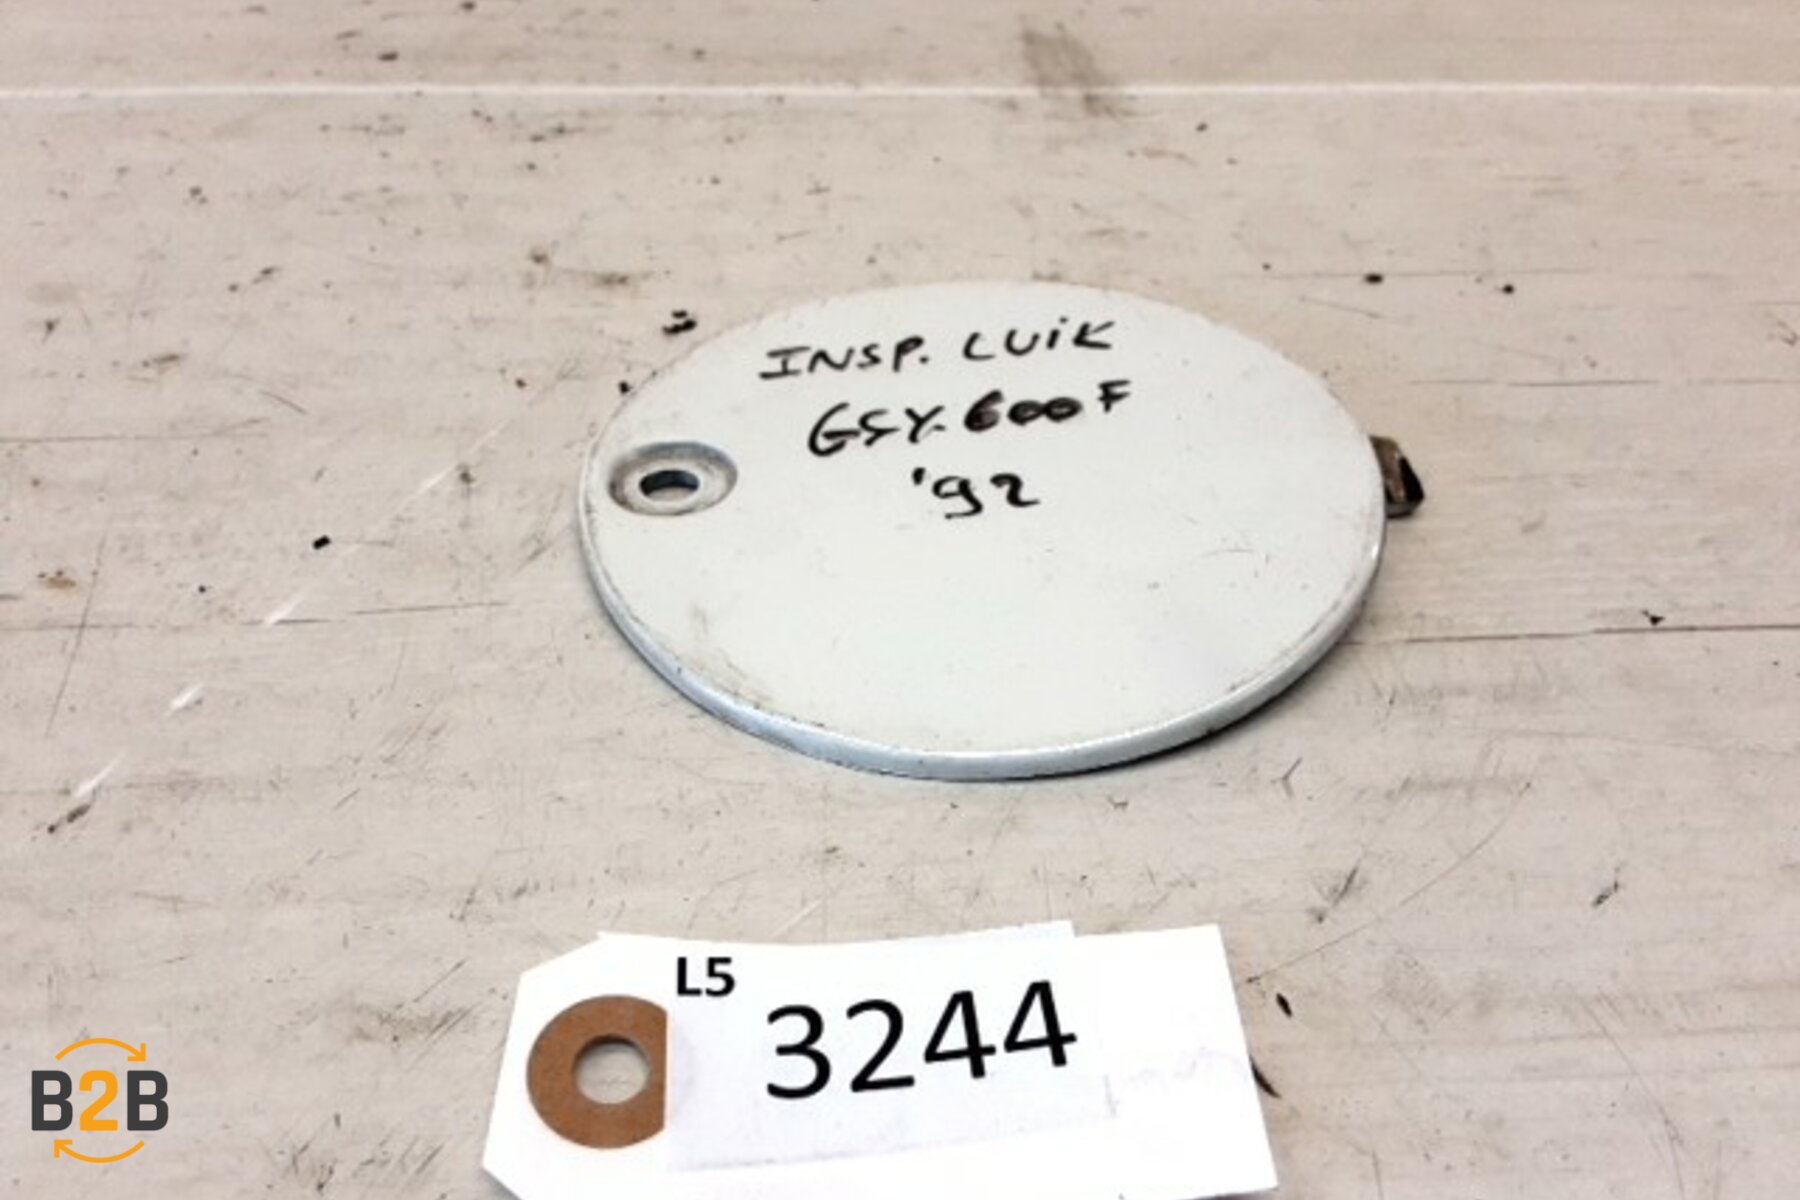 INSP. LUiK
GSX.600F
'92
L5
3244
B2B